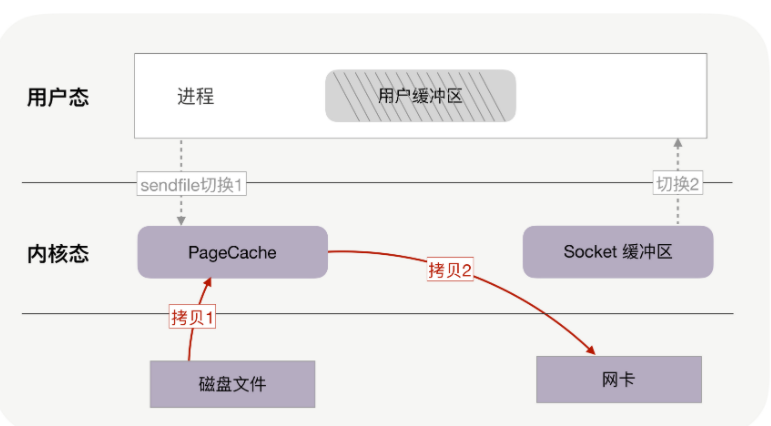 用户态
进程
用户缓冲区
sendfile切换1
切换2
内核态
PageCache
Socket 缓冲区
拷贝2
拷贝1
磁盘文件
网卡